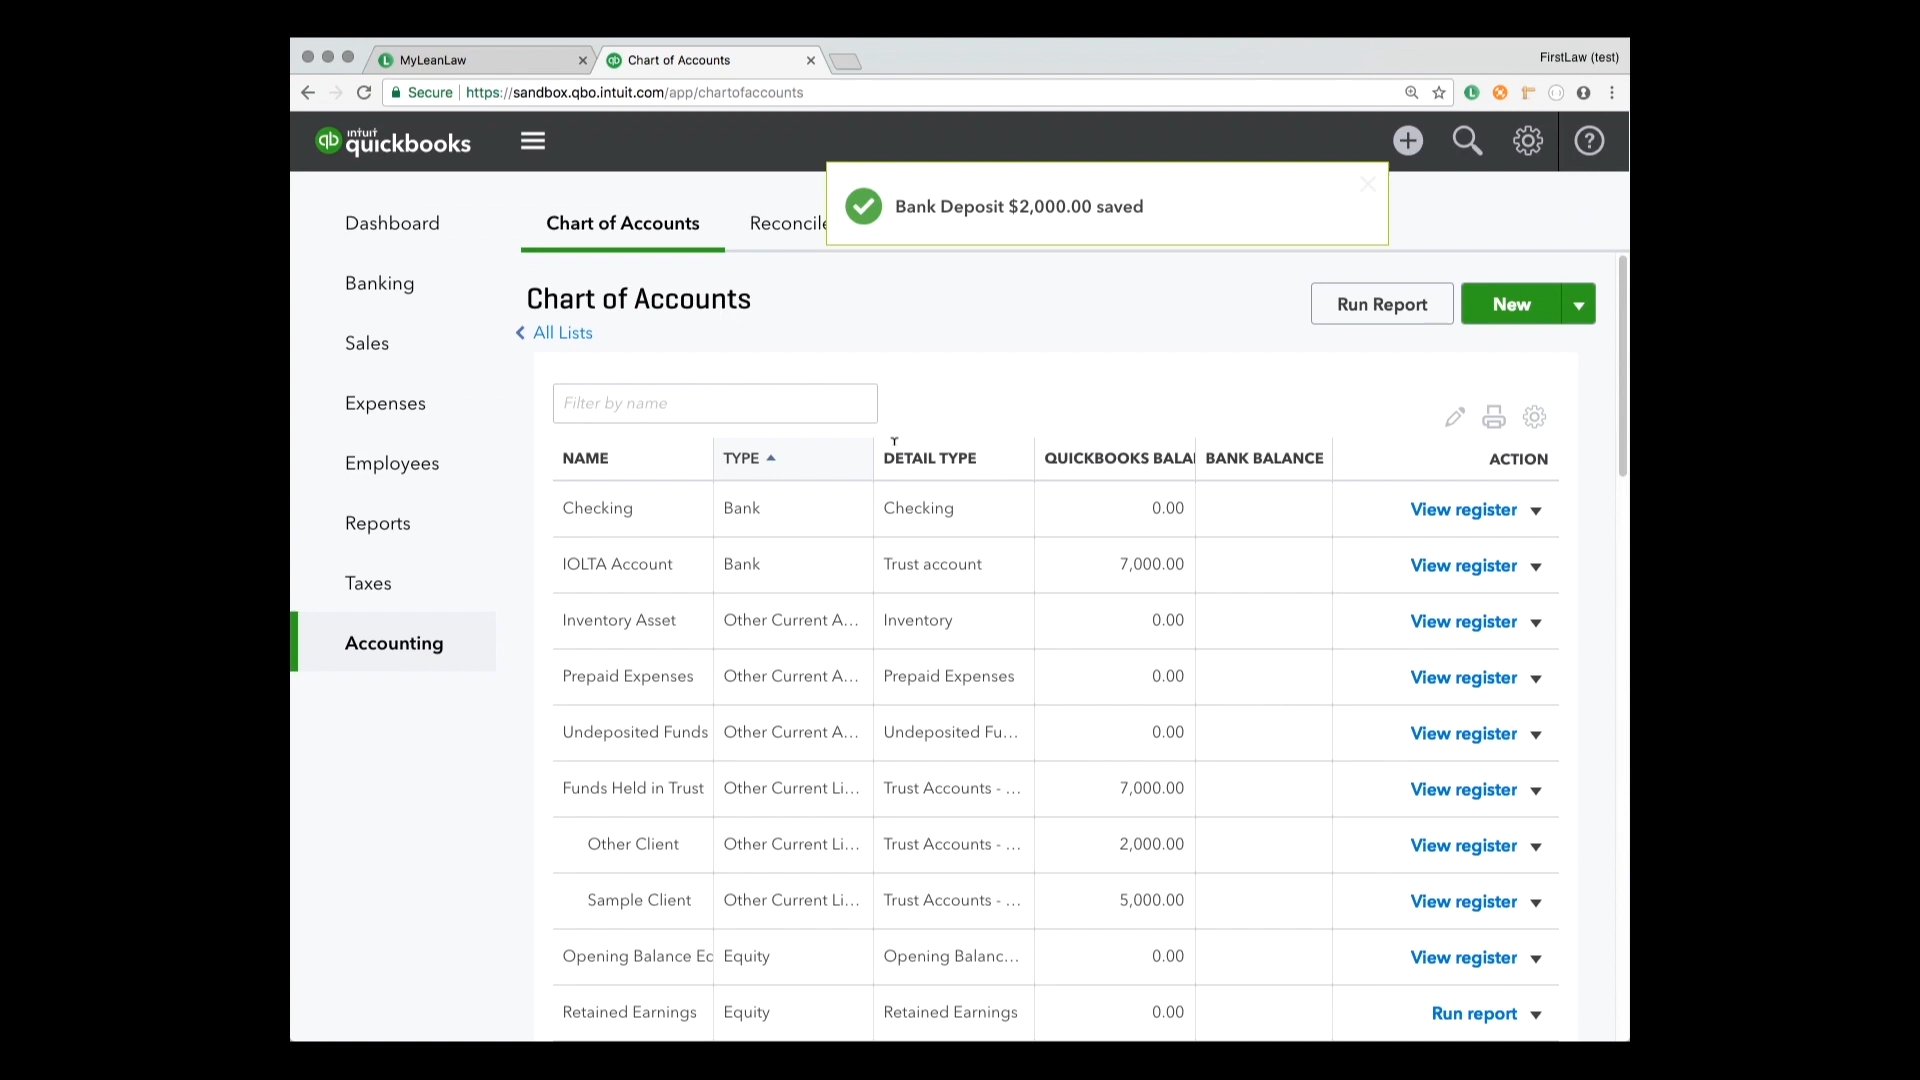 MyLeanLaw
Chart of Accounts
FirstLaw (test)
Secure https://sandbox.qbo.intuit.com/app/chartofaccounts
intuit
quickbooks
Bank Deposit $2,000.00 saved
Dashboard
Banking
Sales
Expenses
Employees
Reports
Taxes
Accounting
Chart of Accounts Reconcile
Chart of Accounts
All Lists
Run Report New
Filter by name
NAME TYPE DETAIL TYPE QUICKBOOKS BALA BANK BALANCE ACTION
Checking Bank Checking 0.00 View register
IOLTA Account Bank Trust account 7,000.00 View register
Inventory Asset Other Current A... Inventory 0.00 View register
Prepaid Expenses Other Current A... Prepaid Expenses 0.00 View register
Undeposited Funds Other Current A... Undeposited Fu... 0.00 View register
Funds Held in Trust Other Current Li... Trust Accounts - ... 7,000.00 View register
Other Client Other Current Li... Trust Accounts - ... 2,000.00 View register
Sample Client Other Current Li... Trust Accounts - ... 5,000.00 View register
Opening Balance Ec Equity Opening Balanc... 0.00 View register
Retained Earnings Equity Retained Earnings 0.00 Run report